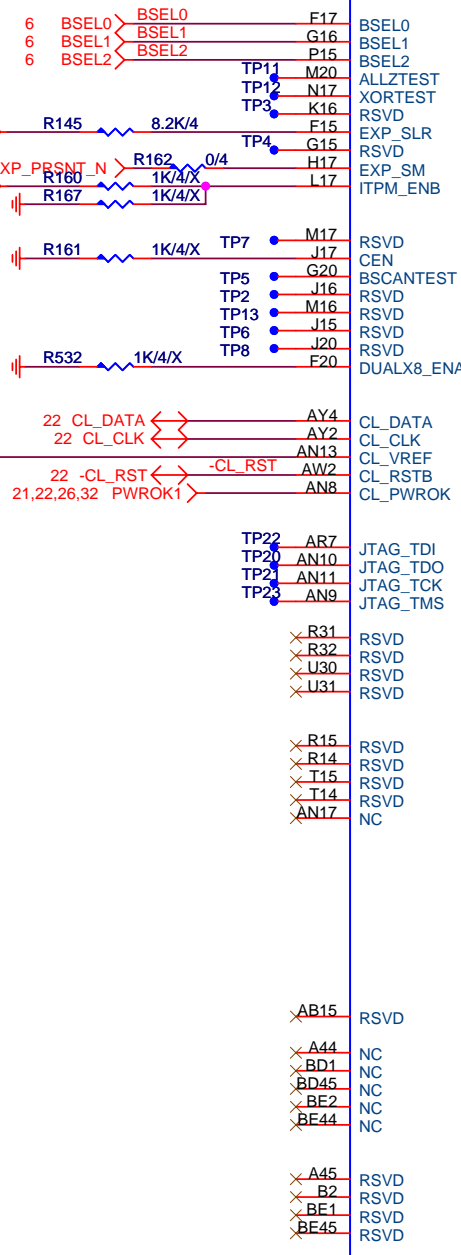 6 BSEL0 BSEL0 F17 BSEL0
6 BSEL1 BSEL1 G16 BSEL1
6 BSEL2 BSEL2 P15 BSEL2
TP11 M20 ALLZTEST
TP12 N17 XORTEST
TP3 K16 RSVD
R145 8.2K/4 F15 EXP_SLR
TP4 G15 RSVD
XP_PRSNT_N R162 0/4 H17 EXP_SM
R160 1K/4/X L17 ITPM_ENB
R167 1K/4/X
TP7 M17 RSVD
R161 1K/4/X J17 CEN
TP5 G20 BSCANTEST
TP2 J16 RSVD
TP13 M16 RSVD
TP6 J15 RSVD
TP8 J20 RSVD
R532 1K/4/X F20 DUALX8_ENA
22 CL_DATA AY4 CL_DATA
22 CL_CLK AY2 CL_CLK
AN13 CL_VREF
22 -CL_RST -CL_RST AW2 CL_RSTB
21,22,26,32 PWROK1 AN8 CL_PWROK
TP22 AR7 JTAG_TDI
TP20 AN10 JTAG_TDO
TP21 AN11 JTAG_TCK
TP23 AN9 JTAG_TMS
R31 RSVD
R32 RSVD
U30 RSVD
U31 RSVD
R15 RSVD
R14 RSVD
T15 RSVD
T14 RSVD
AN17 NC
AB15 RSVD
A44 NC
BD1 NC
BD45 NC
BE2 NC
BE44 NC
A45 RSVD
B2 RSVD
BE1 RSVD
BE45 RSVD